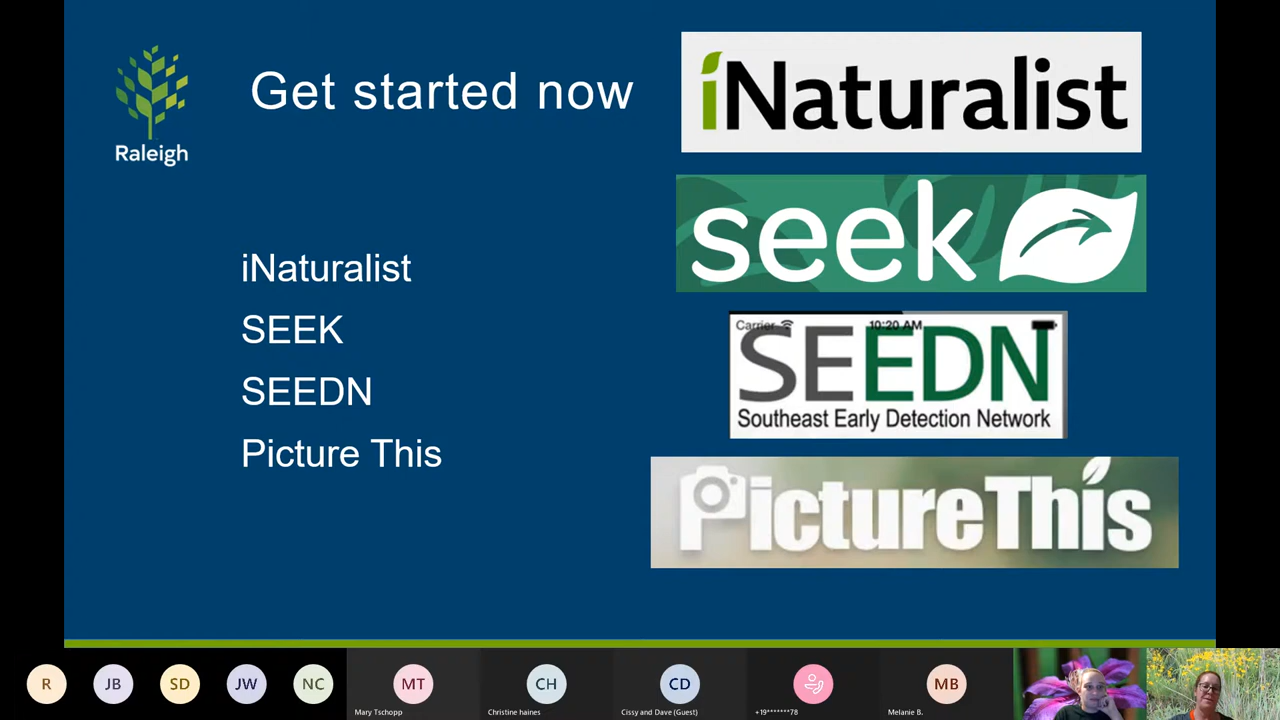 Raleigh
Get started now
iNaturalist
SEEK
SEEDN
Picture This
iNaturalist
seek
Carrier 10:20 AM
SEEDN
Southeast Early Detection Network
PictureThis
R
JB
SD
JW
NC
MT
CH
CD
MB
Mary Tschopp
Christine haines
Cissy and Dave (Guest)
+19*******78
Melanie B.